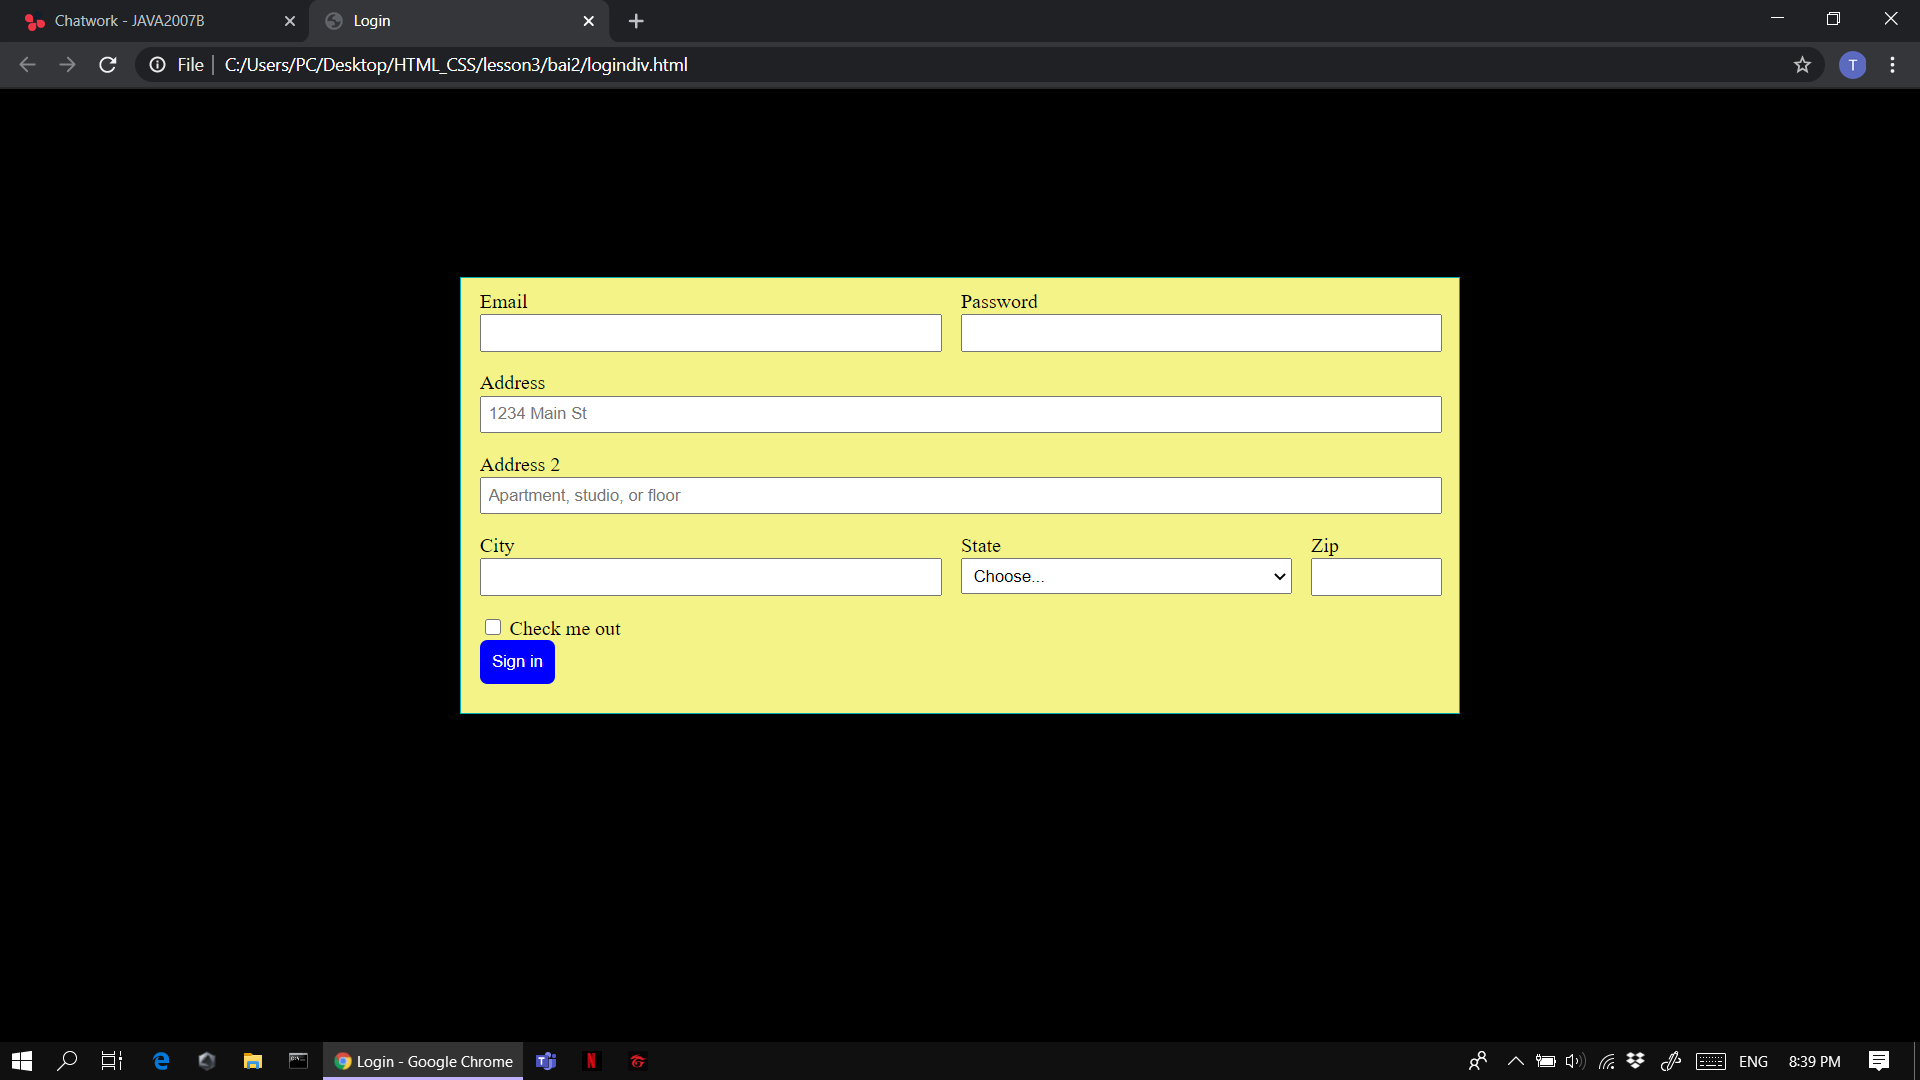 Chatwork - JAVA2007B
Login
File
C:/Users/PC/Desktop/HTML_CSS/lesson3/bai2/logindiv.html
T
Email
Password
Address
1234 Main St
Address 2
Apartment, studio, or floor
City
State
Zip
Choose...
Check me out
Sign in
Login - Google Chrome
ENG
8:39 PM